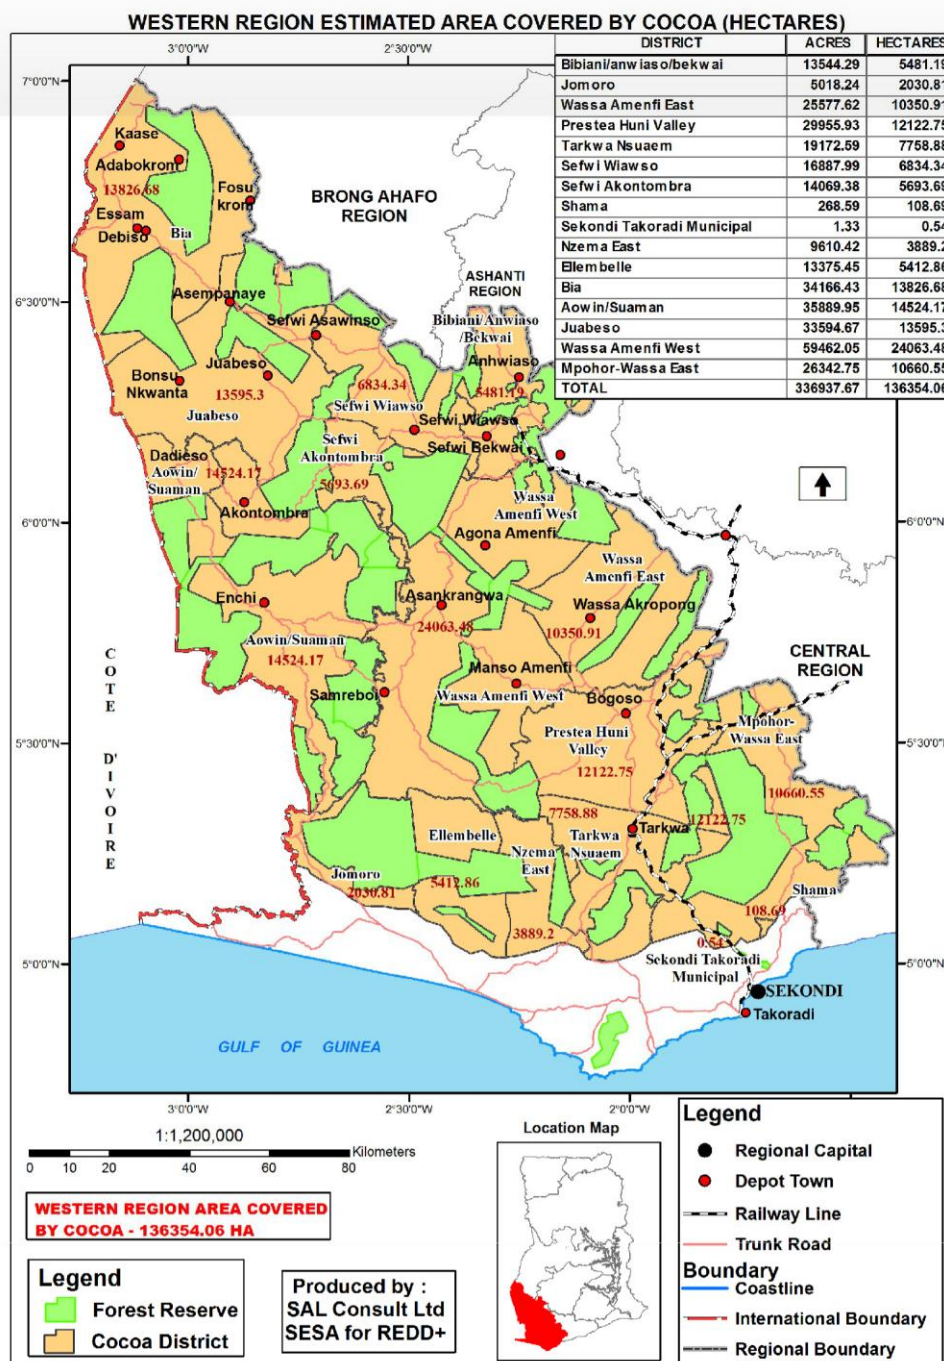 WESTERN REGION ESTIMATED AREA COVERED BY COCOA (HECTARES)
3°0'0"W 2°30'0"W
DISTRICT ACRES HECTARES
Bibiani/anwiaso/bekwai 13544.29 5481.19
Jomoro 5018.24 2030.81
Wassa Amenfi East 25577.62 10350.91
Prestea Huni Valley 29955.93 12122.75
Tarkwa Nsuaem 19172.59 7758.88
Sefwi Wiawso 16887.99 6834.34
Sefwi Akontombra 14069.38 5693.69
Shama 268.59 108.69
Sekondi Takoradi Municipal 1.33 0.54
Nzema East 9610.42 3889.2
Ellembelle 13375.45 5412.86
Bia 34166.43 13826.68
Aowin/Suaman 35889.95 14524.17
Juabeso 33594.67 13595.3
Wassa Amenfi West 59462.05 24063.48
Mpohor-Wassa East 26342.75 10660.55
TOTAL 336937.67 136354.06
7°0'0"N
Kaase
Adabokrom
13826.68
Fosu
krom
BRONG AHAFO
REGION
Essam
Debiso
Bia
ASHANTI
REGION
Asempanaye
6°30'0"N
Bibiani/Anwiaso
/Bekwai
Sefwi Asawinso
Anhwiaso
Juabeso
Bonsu
Nkwanta
13595.3
6834.34
5481.19
Juabeso
Sefwi Wiawso
Sefwi Wiawso
Sefwi
Akontombra
Sefwi Bekwai
Dadieso
Aowin/
Suaman
14524.17
5693.69
Akontombra
Wassa
Amenfi West
6°0'0"N 6°0'0"N
Agona Amenfi
Wassa
Amenfi East
Enchi
Asankrangwa
Wassa Akropong
24063.48
10350.91
Aowin/Suaman
14524.17
COTE
CENTRAL
REGION
Manso Amenfi
Samreboi
Wassa Amenfi West
Bogoso
Mpohor-
Wassa East
Prestea Huni
Valley
5°30'0"N 5°30'0"N
D'IVOIRE
12122.75
10660.55
7758.88
12122.75
Ellembelle
Tarkwa
Tarkwa
Nsuaem
Nzema
East
Jomoro
2030.81
5412.86
Shama
108.69
3889.2
0.54
Sekondi Takoradi
Municipal
5°0'0"N 5°0'0"N
SEKONDI
Takoradi
GULF OF GUINEA
3°0'0"W 2°30'0"W 2°0'0"W
1:1,200,000
Kilometers
0 10 20 40 60 80
WESTERN REGION AREA COVERED
BY COCOA - 136354.06 HA
Legend
Forest Reserve
Cocoa District
Produced by :
SAL Consult Ltd
SESA for REDD+
Location Map
Legend
Regional Capital
Depot Town
Railway Line
Trunk Road
Boundary
Coastline
International Boundary
Regional Boundary